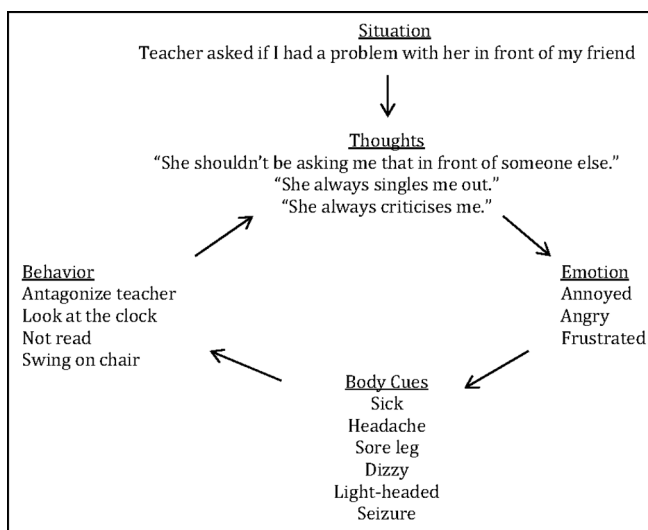 Situation
Teacher asked if I had a problem with her in front of my friend
Thoughts
“She shouldn’t be asking me that in front of someone else.”
“She always singles me out.”
“She always criticises me.”
Behavior
Antagonize teacher
Look at the clock
Not read
Swing on chair
Emotion
Annoyed
Angry
Frustrated
Body Cues
Sick
Headache
Sore leg
Dizzy
Light-headed
Seizure